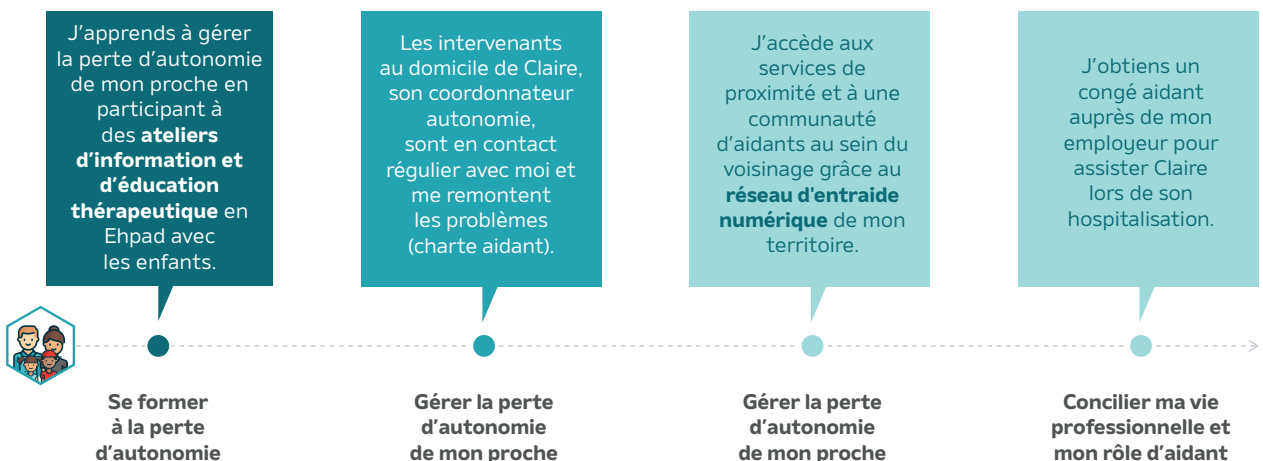 J’apprends à gérer
la perte d’autonomie
de mon proche en
participant à
des ateliers
d’information et
d’éducation
thérapeutique en
Ehpad avec
les enfants.
Les intervenants
au domicile de Claire,
son coordonnateur
autonomie,
sont en contact
régulier avec moi et
me remontent
les problèmes
(charte aidant).
J’accède aux
services de
proximité et à une
communauté
d’aidants au sein du
voisinage grâce au
réseau d'entraide
numérique de mon
territoire.
J’obtiens un
congé aidant
auprès de mon
employeur pour
assister Claire
lors de son
hospitalisation.
Se former
à la perte
d’autonomie
Gérer la perte
d’autonomie
de mon proche
Gérer la perte
d’autonomie
de mon proche
Concilier ma vie
professionnelle et
mon rôle d’aidant